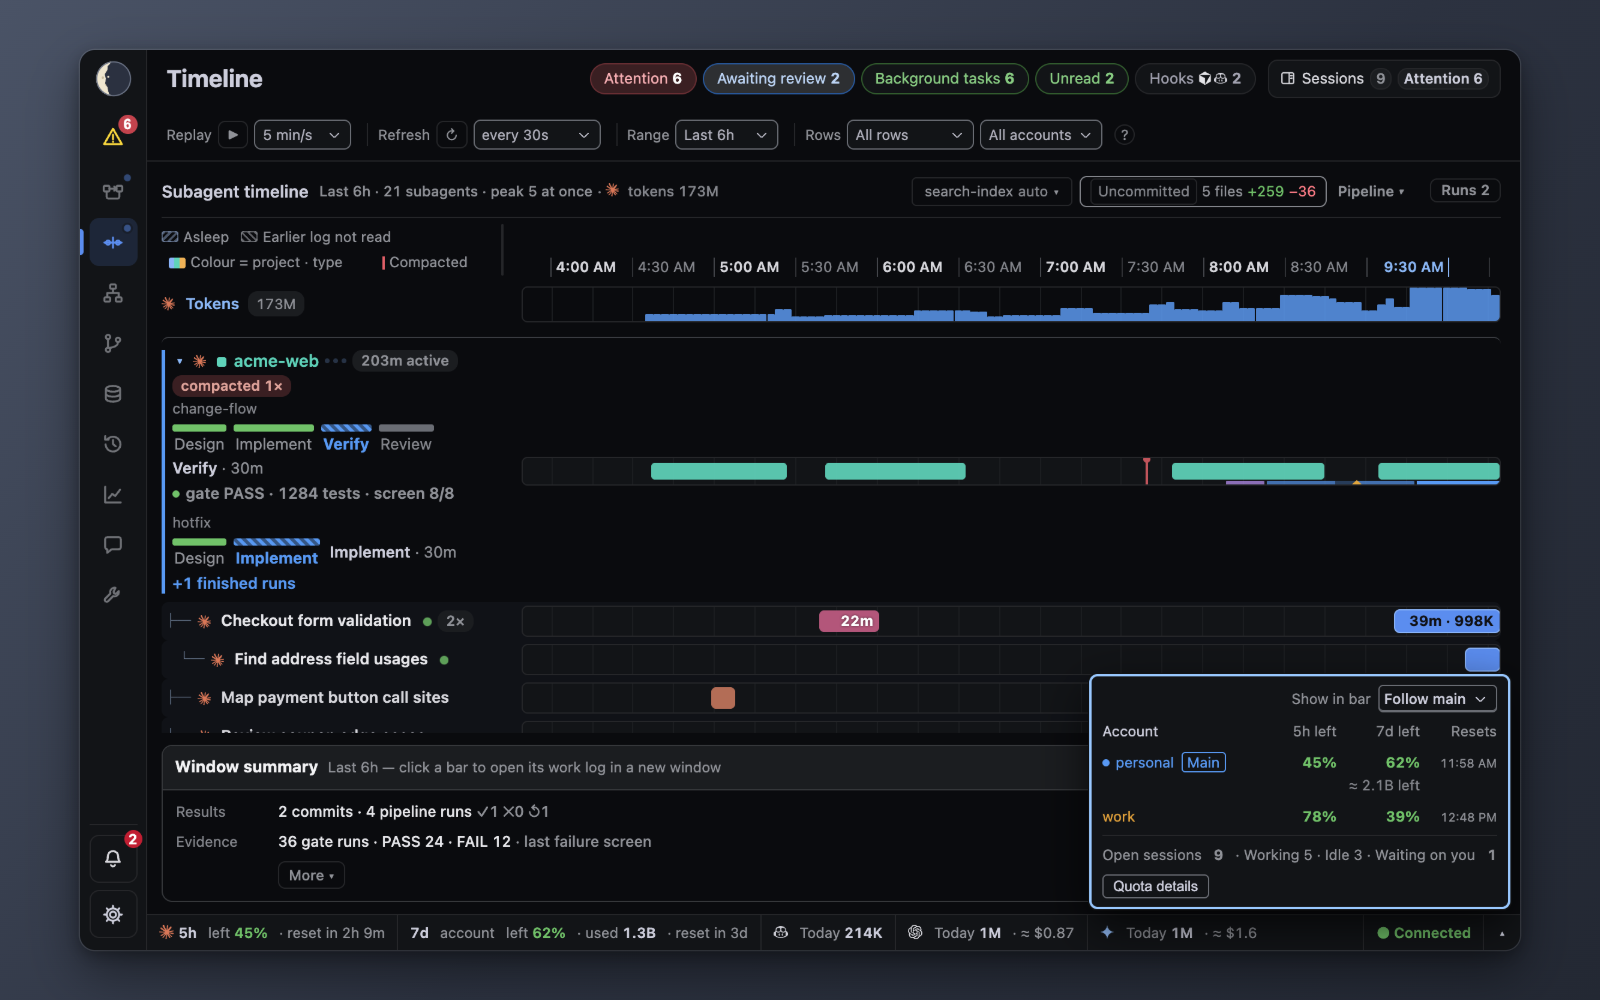 Timeline
Attention 6
Awaiting review 2
Background tasks 6
Unread 2
Hooks 2
Sessions 9 Attention 6
6
Replay 5 min/s Refresh every 30s Range Last 6h Rows All rows All accounts ?
Subagent timeline Last 6h · 21 subagents · peak 5 at once · tokens 173M
search-index auto Uncommitted 5 files +259 −36 Pipeline Runs 2
Asleep Earlier log not read
Colour = project · type Compacted
4:00 AM 4:30 AM 5:00 AM 5:30 AM 6:00 AM 6:30 AM 7:00 AM 7:30 AM 8:00 AM 8:30 AM 9:30 AM
Tokens 173M
acme-web 203m active
compacted 1×
change-flow
Design Implement Verify Review
Verify · 30m
gate PASS · 1284 tests · screen 8/8
hotfix
Design Implement Implement · 30m
+1 finished runs
Checkout form validation 2× 22m 39m · 998K
Find address field usages
Map payment button call sites
Window summary Last 6h — click a bar to open its work log in a new window
Results 2 commits · 4 pipeline runs ✓1 ✕0 ↺1
Evidence 36 gate runs · PASS 24 · FAIL 12 · last failure screen
More
Show in bar Follow main
Account 5h left 7d left Resets
personal Main 45% 62% 11:58 AM
≈ 2.1B left
work 78% 39% 12:48 PM
Open sessions 9 · Working 5 · Idle 3 · Waiting on you 1
Quota details
2
5h left 45% · reset in 2h 9m 7d account left 62% · used 1.3B · reset in 3d Today 214K Today 1M · ≈ $0.87 Today 1M · ≈ $1.6 Connected